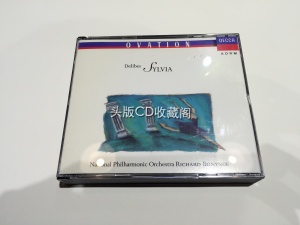 OVATION
DECCA
Delibes SYLVIA
头版CD收藏阁
National Philharmonic Orchestra RICHARD BONYNGE